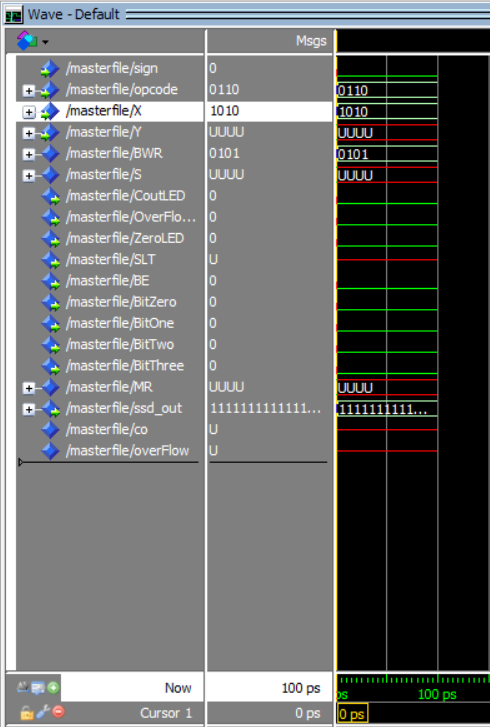 Wave - Default
Msgs
/masterfile/sign 0
/masterfile/opcode 0110 0110
/masterfile/X 1010 1010
/masterfile/Y UUUU UUUU
/masterfile/BWR 0101 0101
/masterfile/S UUUU UUUU
/masterfile/CoutLED 0
/masterfile/OverFlo... 0
/masterfile/ZeroLED 0
/masterfile/SLT U
/masterfile/BE 0
/masterfile/BitZero 0
/masterfile/BitOne 0
/masterfile/BitTwo 0
/masterfile/BitThree 0
/masterfile/MR UUUU UUUU
/masterfile/ssd_out 1111111111111... 1111111111...
/masterfile/co U
/masterfile/overFlow U
Now 100 ps ps 100 ps
Cursor 1 0 ps 0 ps